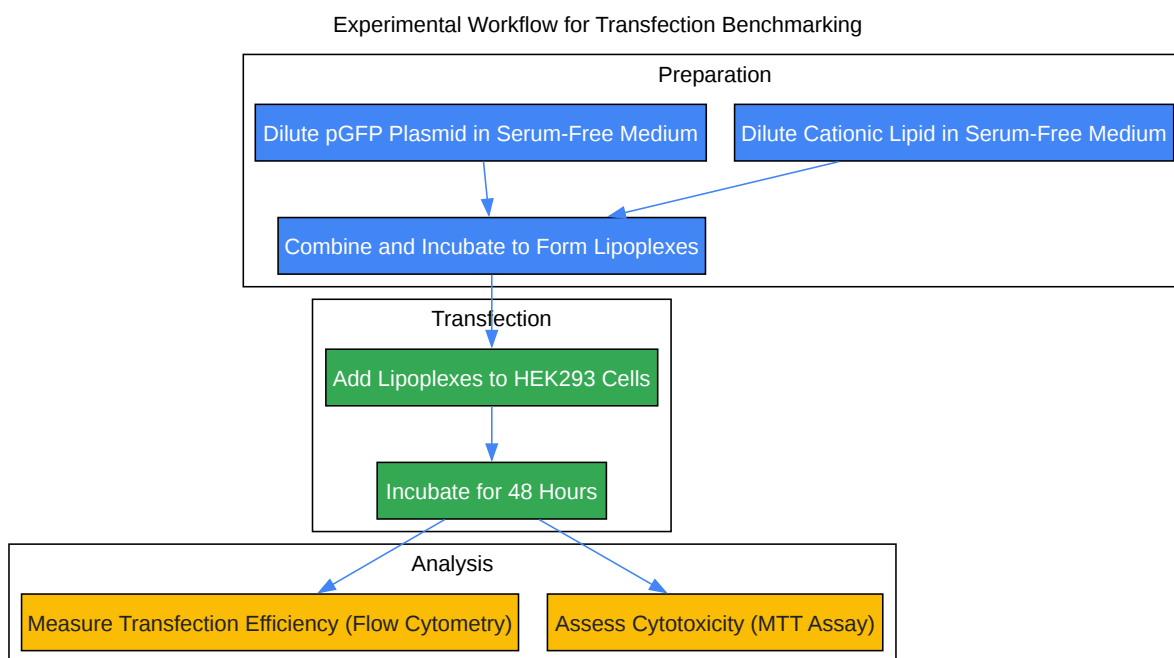 Experimental Workflow for Transfection Benchmarking
Preparation
Dilute pGFP Plasmid in Serum-Free Medium
Dilute Cationic Lipid in Serum-Free Medium
Combine and Incubate to Form Lipoplexes
Transfection
Add Lipoplexes to HEK293 Cells
Incubate for 48 Hours
Analysis
Measure Transfection Efficiency (Flow Cytometry)
Assess Cytotoxicity (MTT Assay)